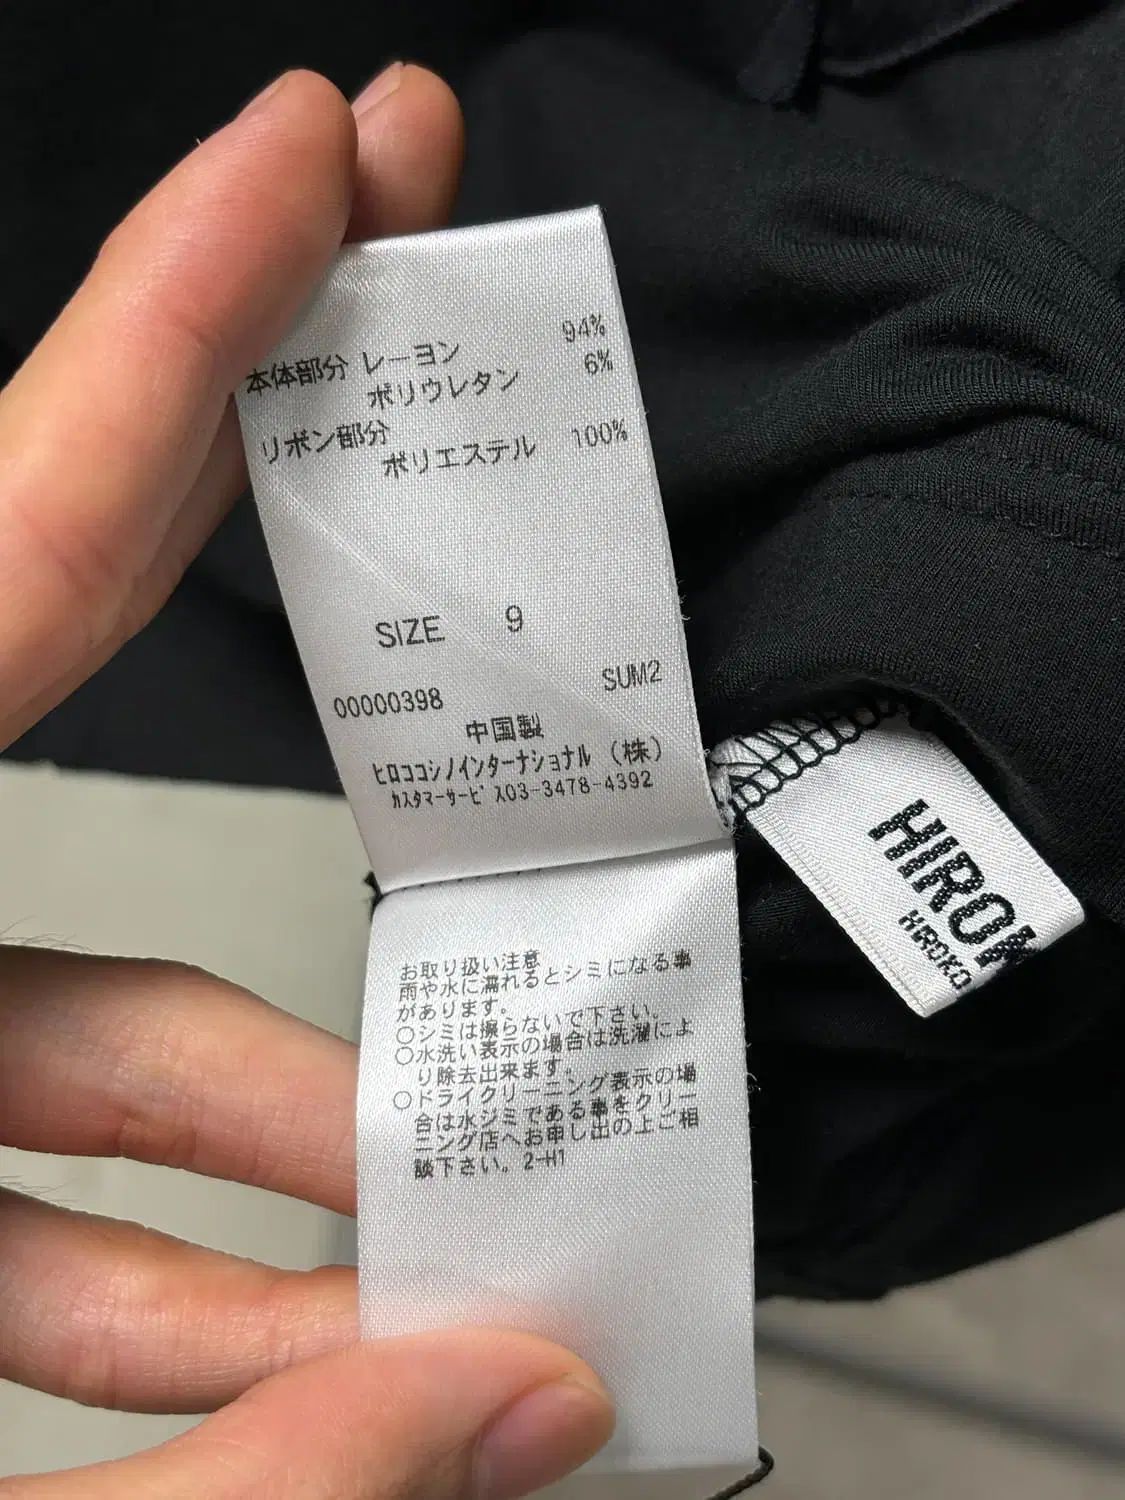 本体部分 レーヨン 94%
ポリウレタン 6%
リボン部分
ポリエステル 100%
SIZE 9
00000398 SUM2
中国製
ヒロココシノインターナショナル（株）
カスタマーサービス03-3478-4392
お取り扱い注意
雨や水に濡れるとシミになる事
があります。
○シミは擦らないで下さい。
○水洗い表示の場合は洗濯によ
り除去出来ます。
○ドライクリーニング表示の場
合は水ジミである事をクリー
ニング店へお申し出の上ご相
談下さい。2-H1
HIROK
HIROKO